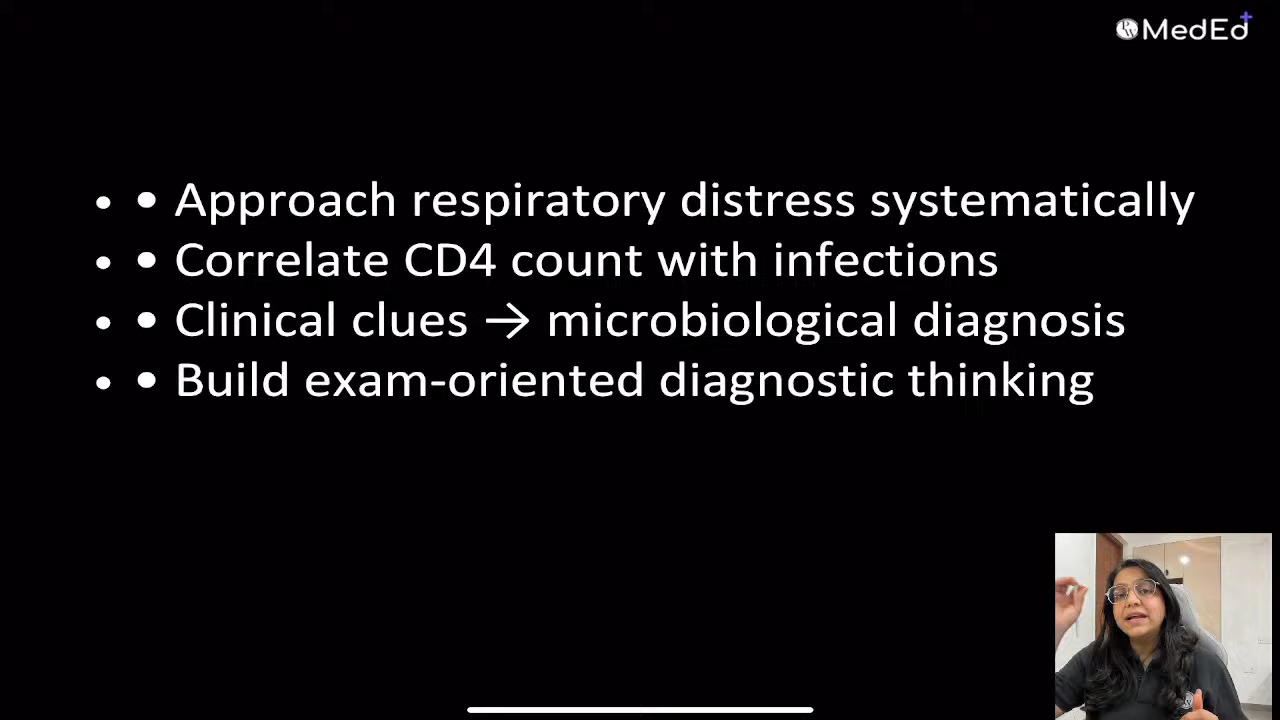 MedEd
• • Approach respiratory distress systematically
• • Correlate CD4 count with infections
• • Clinical clues → microbiological diagnosis
• • Build exam-oriented diagnostic thinking